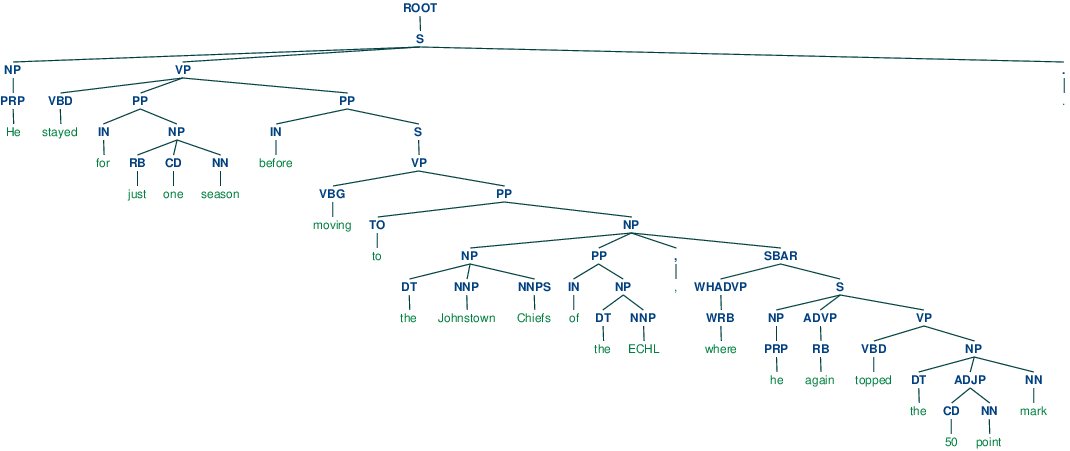 ROOT
S
NP VP .
PRP VBD PP PP .
He stayed IN NP IN S
for RB CD NN before VP
just one season VBG PP
moving TO NP
to NP PP , SBAR
DT NNP NNPS IN NP , WHADVP S
the Johnstown Chiefs of DT NNP WRB NP ADVP VP
the ECHL where PRP RB VBD NP
he again topped DT ADJP NN
the CD NN mark
50 point